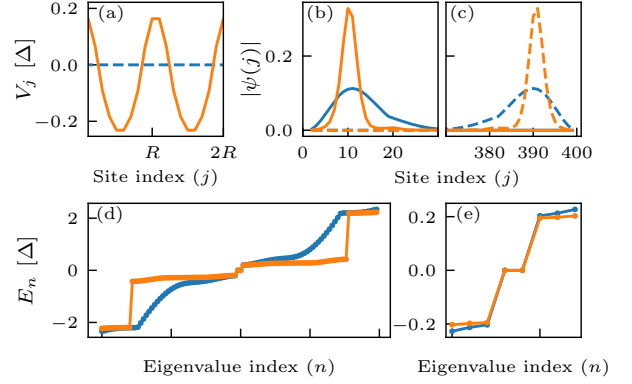 (a) (b) (c)
V_j [Δ]
0.2
0.0
−0.2
R 2R
Site index (j)
|ψ(j)|
0.2
0.0
0 10 20
380 390 400
Site index (j)
(d) (e)
E_n [Δ]
2
0
−2
Eigenvalue index (n)
0.2
0.0
−0.2
Eigenvalue index (n)